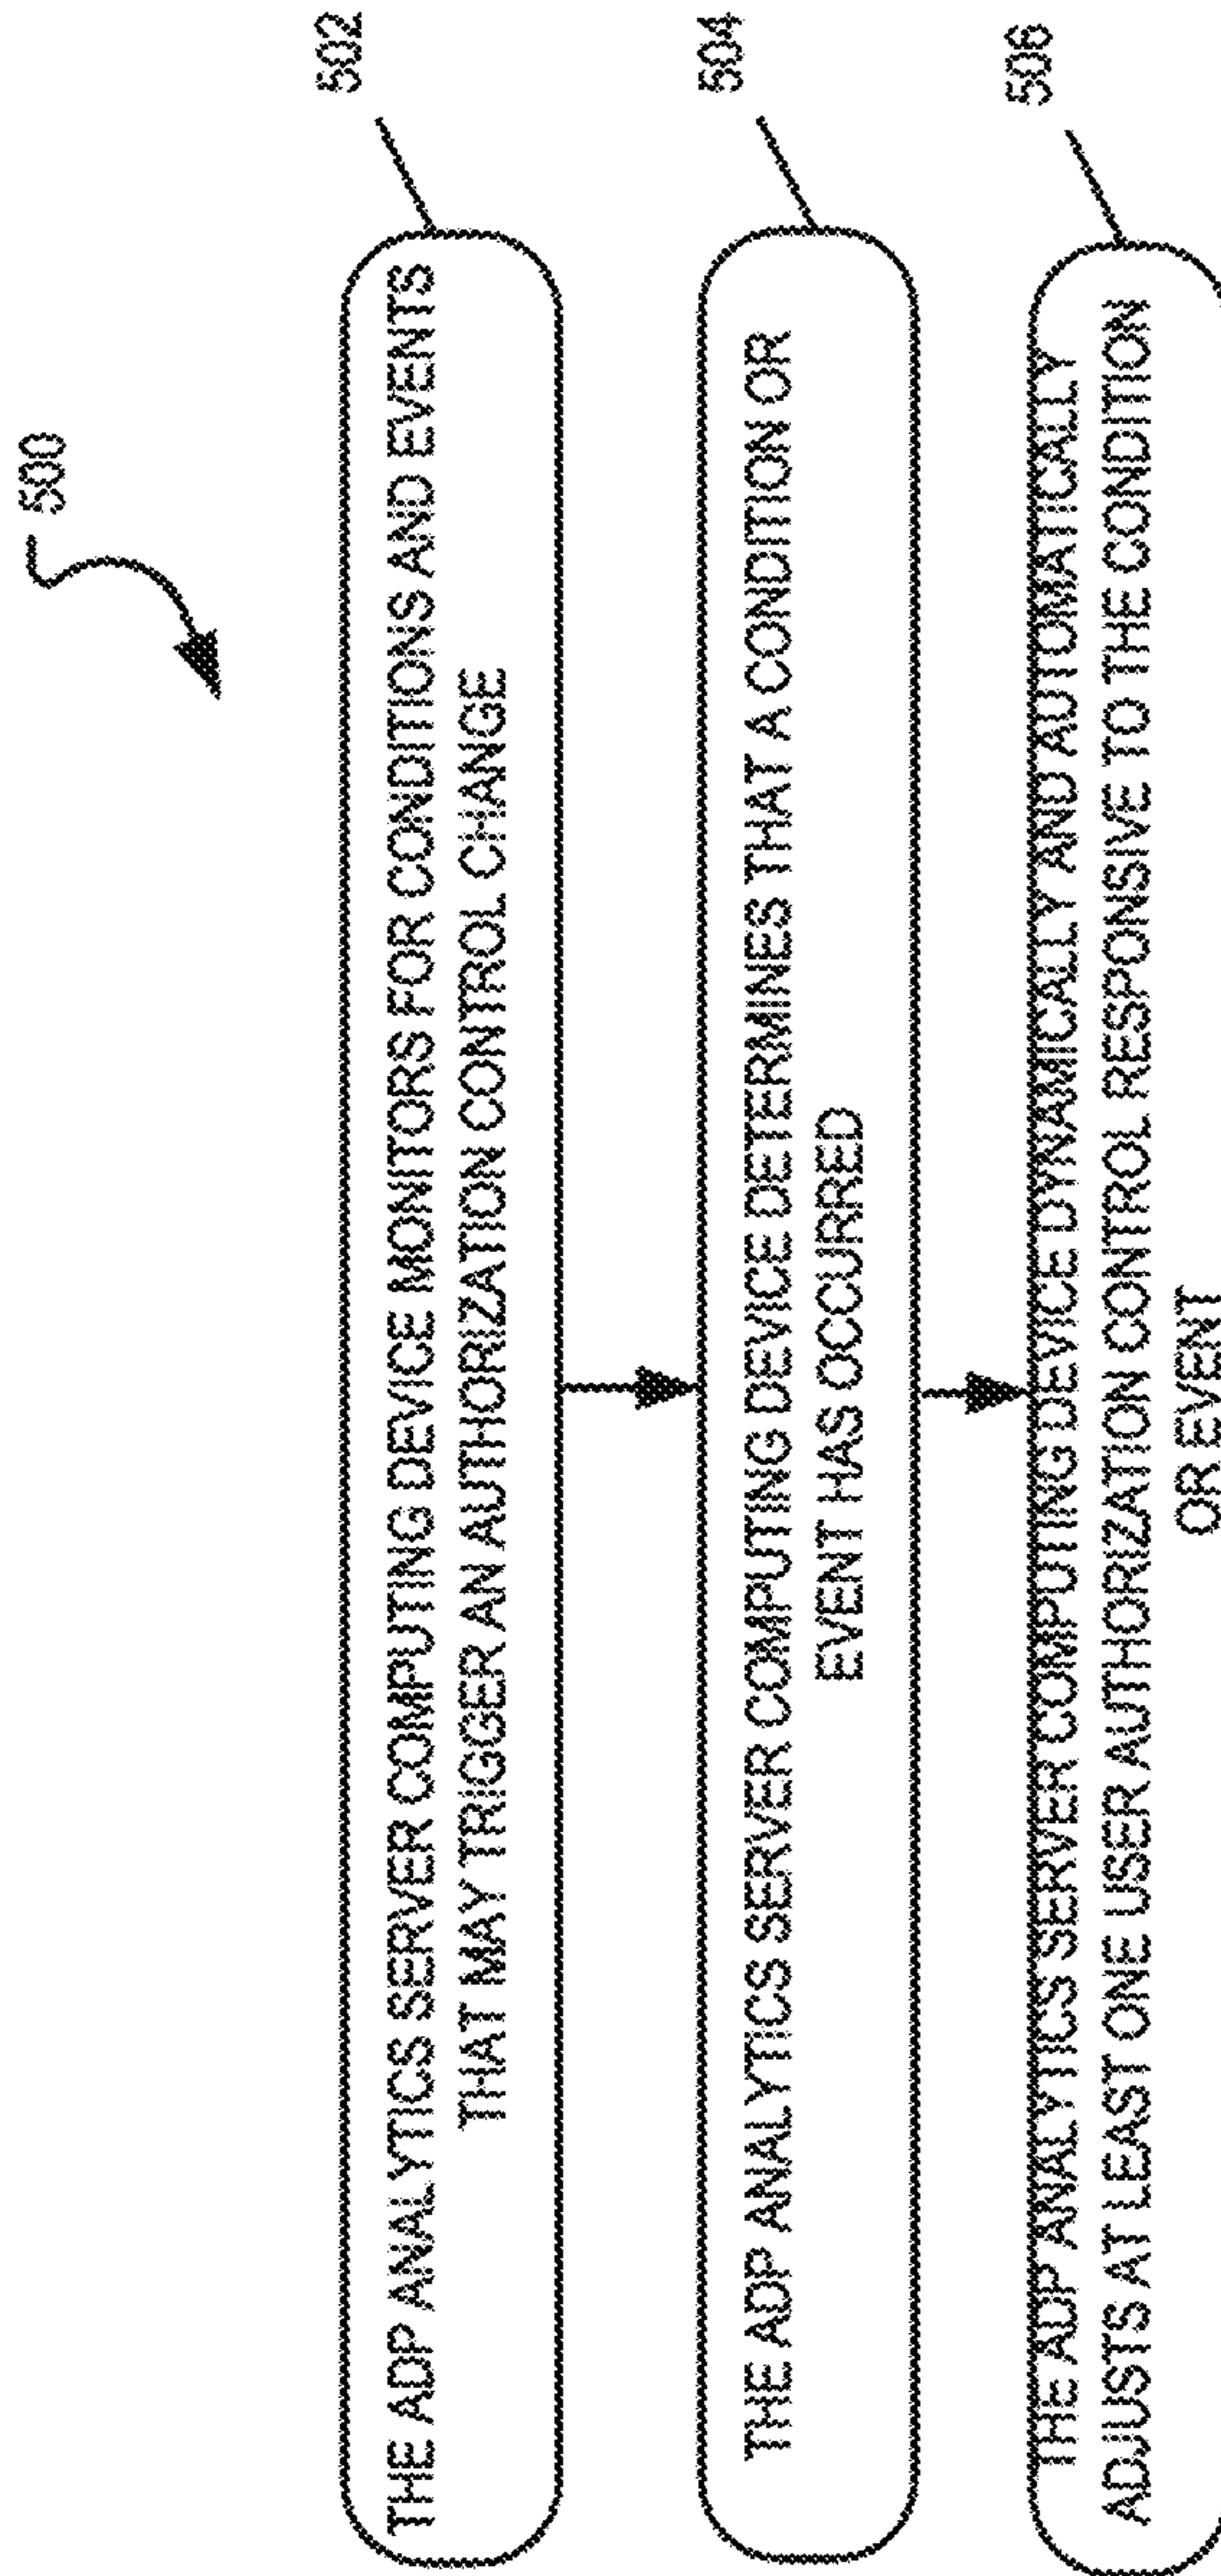 500
THE ADP ANALYTICS SERVER COMPUTING DEVICE MONITORS FOR CONDITIONS AND EVENTS
THAT MAY TRIGGER AN AUTHORIZATION CONTROL CHANGE
502
THE ADP ANALYTICS SERVER COMPUTING DEVICE DETERMINES THAT A CONDITION OR
EVENT HAS OCCURRED
504
THE ADP ANALYTICS SERVER COMPUTING DEVICE DYNAMICALLY AND AUTOMATICALLY
ADJUSTS AT LEAST ONE USER AUTHORIZATION CONTROL RESPONSIVE TO THE CONDITION
OR EVENT
506